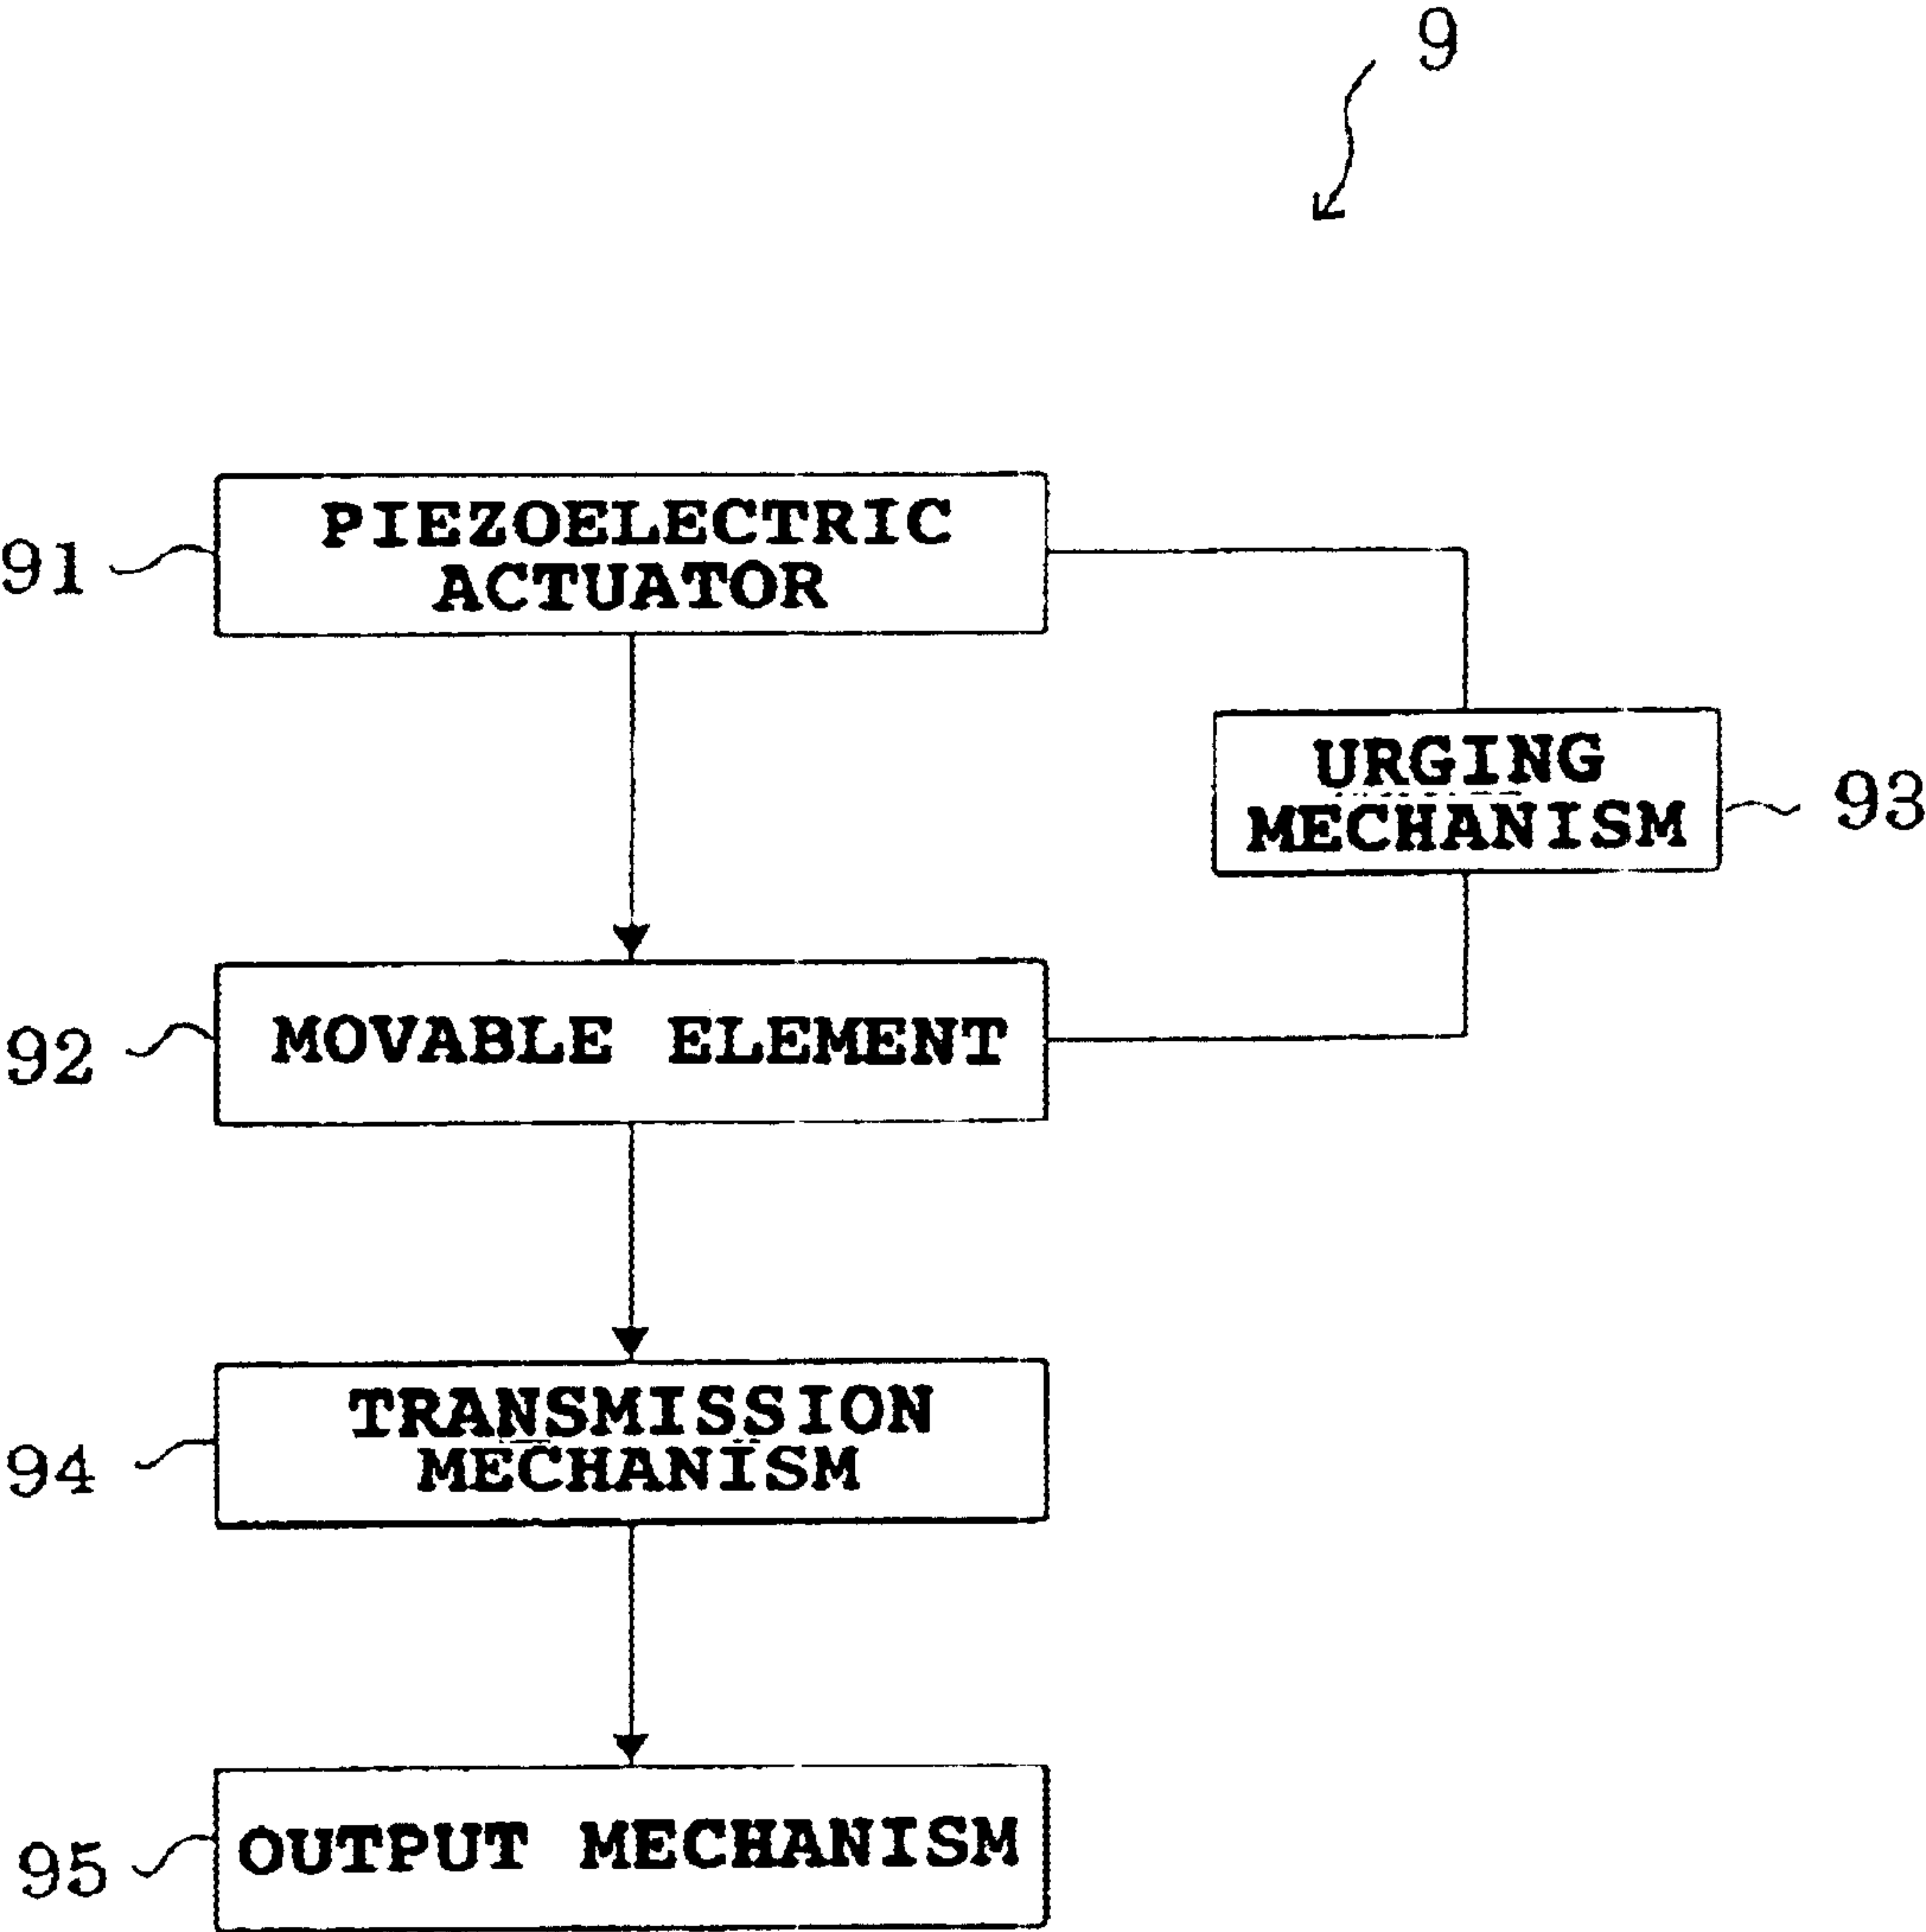 9
PIEZOELECTRIC
ACTUATOR
91
URGING
MECHANISM
93
MOVABLE ELEMENT
92
TRANSMISSION
MECHANISM
94
OUTPUT MECHANISM
95